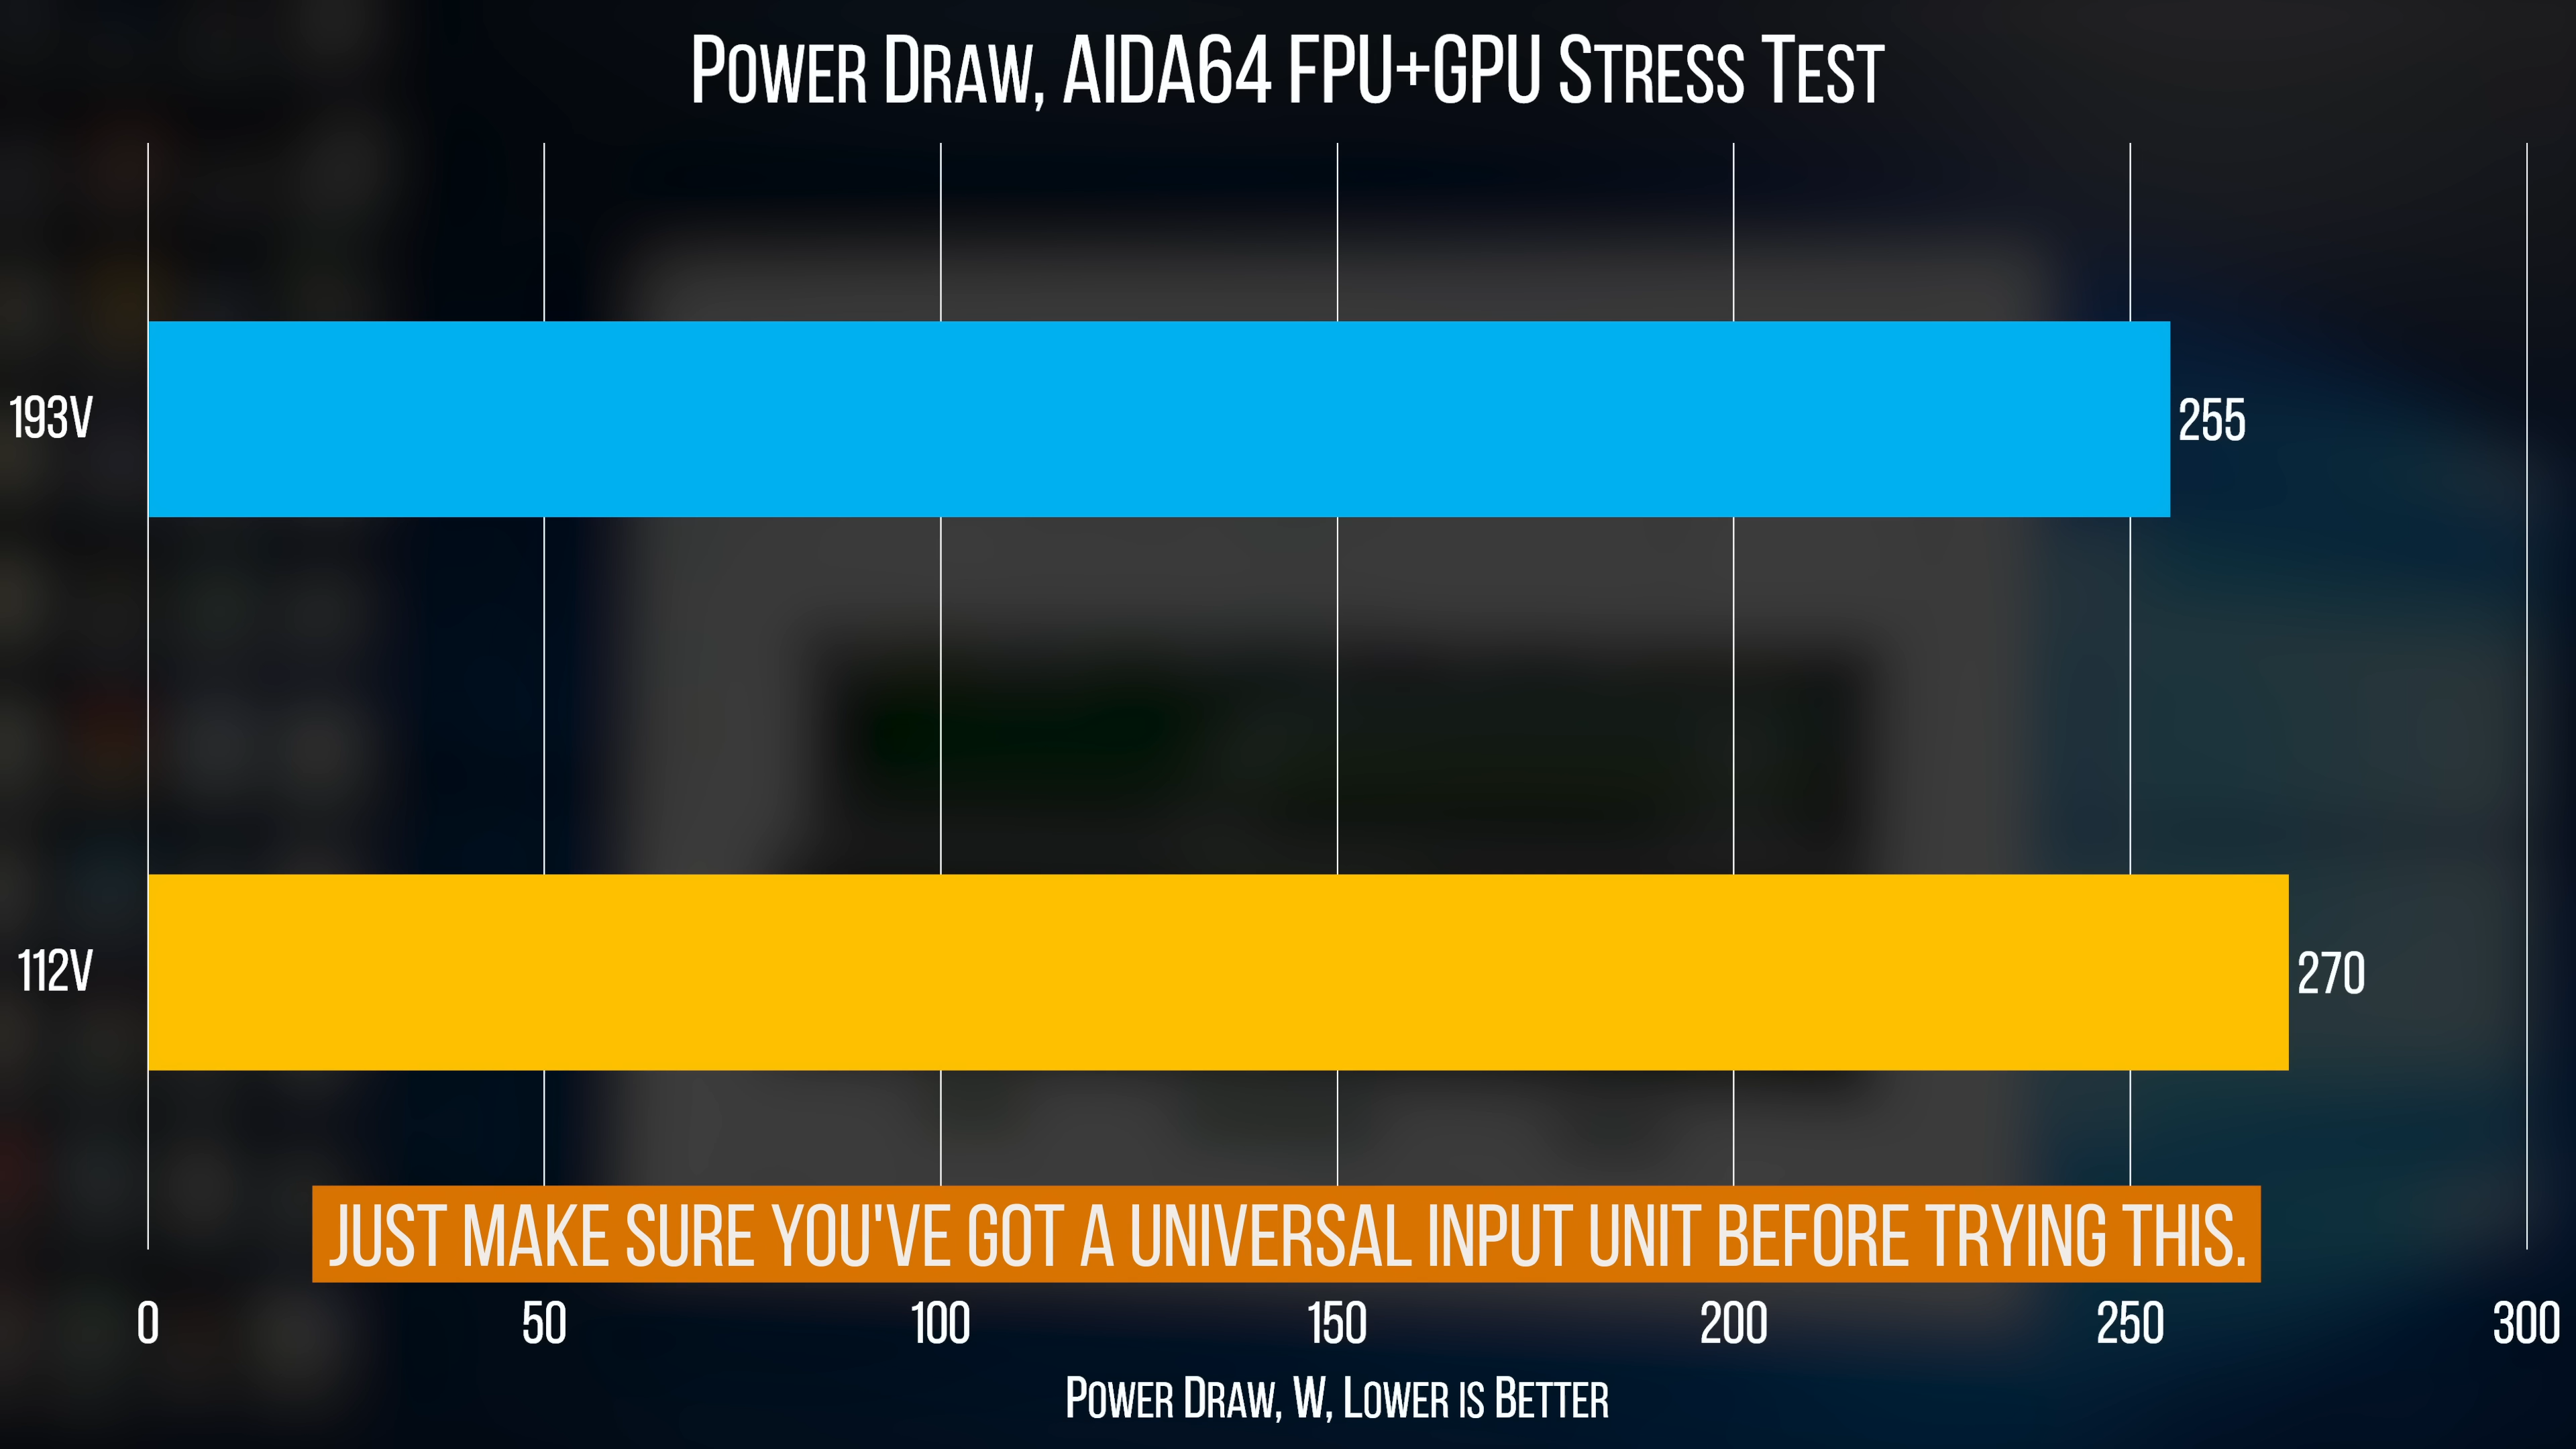 Power Draw, AIDA64 FPU+GPU Stress Test
193V
255
112V
270
JUST MAKE SURE YOU'VE GOT A UNIVERSAL INPUT UNIT BEFORE TRYING THIS.
0 50 100 150 200 250 300
Power Draw, W, Lower is Better